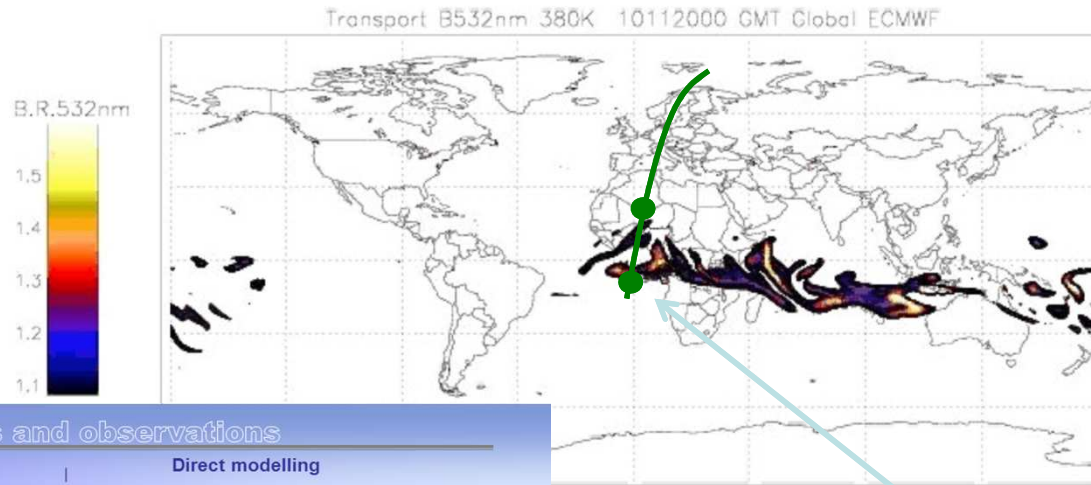 Transport B532nm 380K 10112000 GMT Global ECMWF
B.R.532nm
1.5
1.4
1.3
1.2
1.1
s and observations
Direct modelling